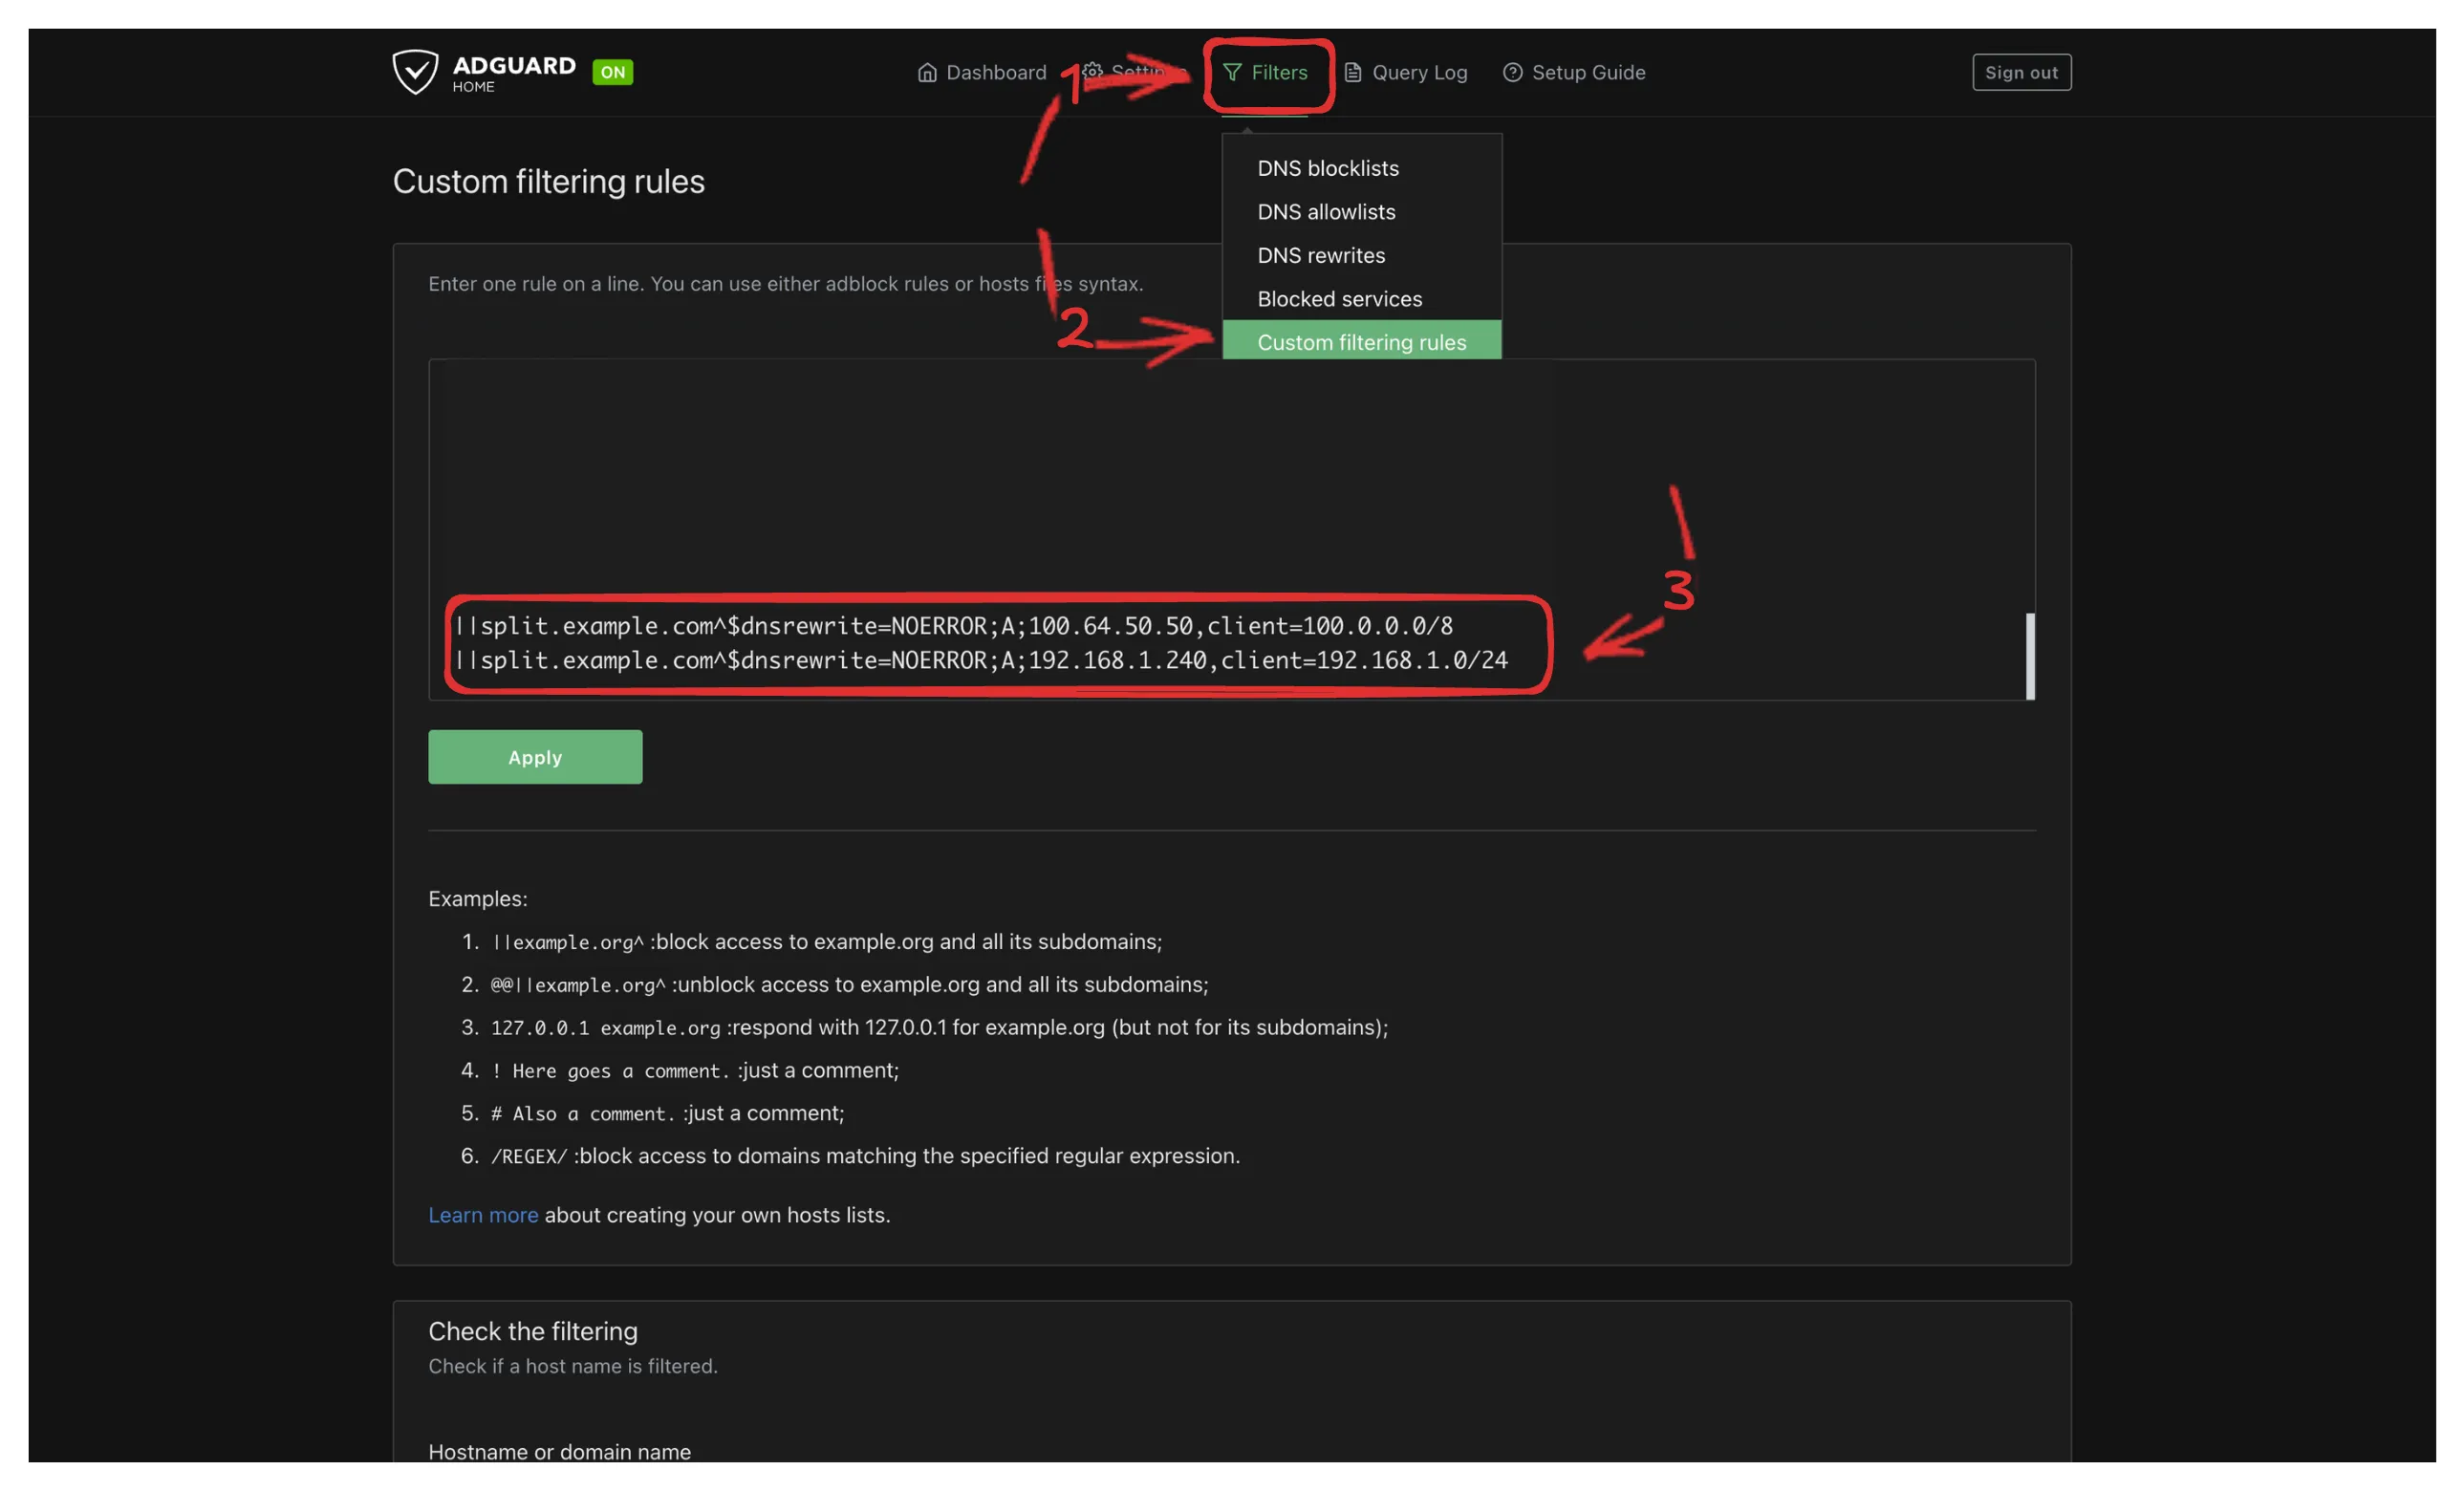 ADGUARD
HOME
ON
Dashboard
Settings
Filters
Query Log
Setup Guide
Sign out
1
DNS blocklists
DNS allowlists
DNS rewrites
Blocked services
Custom filtering rules
2
Custom filtering rules
Enter one rule on a line. You can use either adblock rules or hosts files syntax.
3
||split.example.com^$dnsrewrite=NOERROR;A;100.64.50.50,client=100.0.0.0/8
||split.example.com^$dnsrewrite=NOERROR;A;192.168.1.240,client=192.168.1.0/24
Apply
Examples:
1. ||example.org^ :block access to example.org and all its subdomains;
2. @@||example.org^ :unblock access to example.org and all its subdomains;
3. 127.0.0.1 example.org :respond with 127.0.0.1 for example.org (but not for its subdomains);
4. ! Here goes a comment. :just a comment;
5. # Also a comment. :just a comment;
6. /REGEX/ :block access to domains matching the specified regular expression.
Learn more about creating your own hosts lists.
Check the filtering
Check if a host name is filtered.
Hostname or domain name